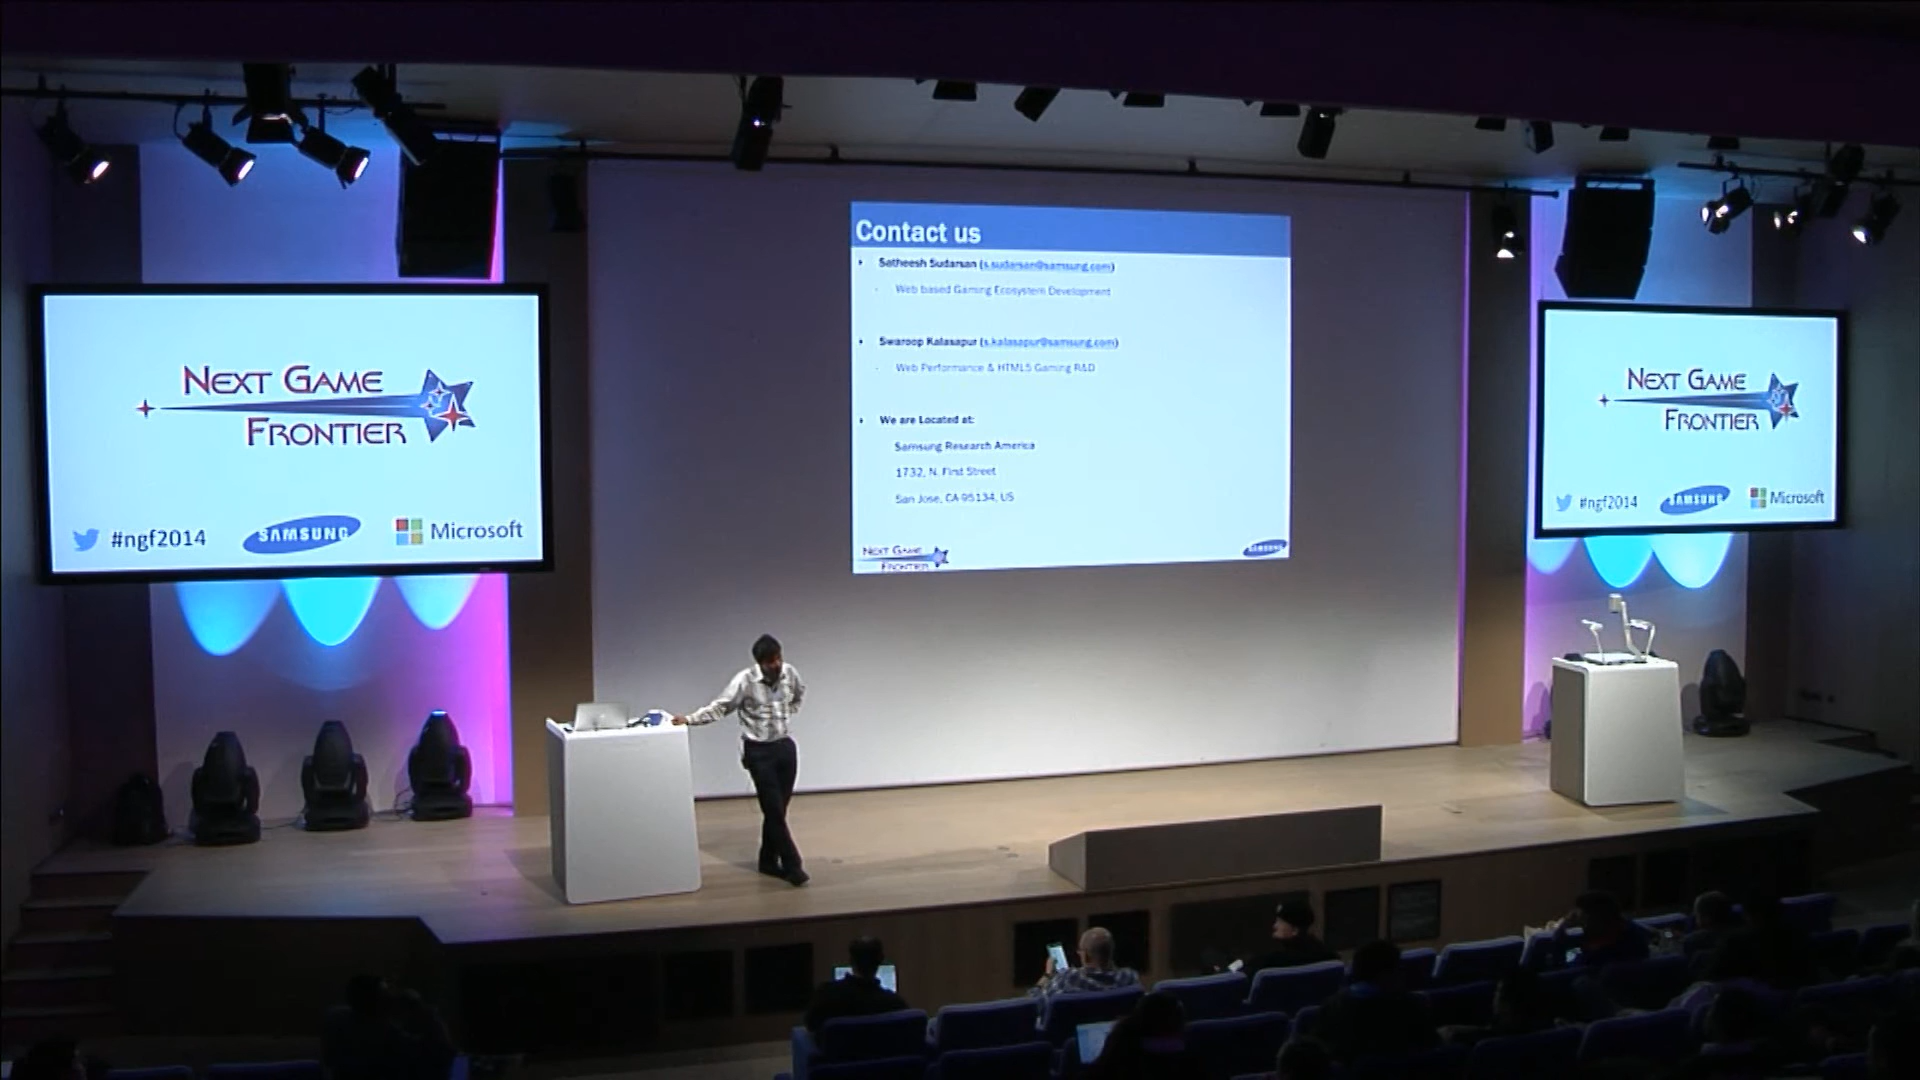 NEXT GAME
FRONTIER
#ngf2014
SAMSUNG
Microsoft
Contact us
Satheesh Sudarsan (s.sudarsan@samsung.com)
Web based Gaming Ecosystem Development
Swaroop Kalasapur (s.kalasapur@samsung.com)
Web Performance & HTML5 Gaming R&D
We are Located at:
Samsung Research America
1732, N. First Street
San Jose, CA 95134, US
NEXT GAME
FRONTIER
SAMSUNG
NEXT GAME
FRONTIER
#ngf2014
SAMSUNG
Microsoft